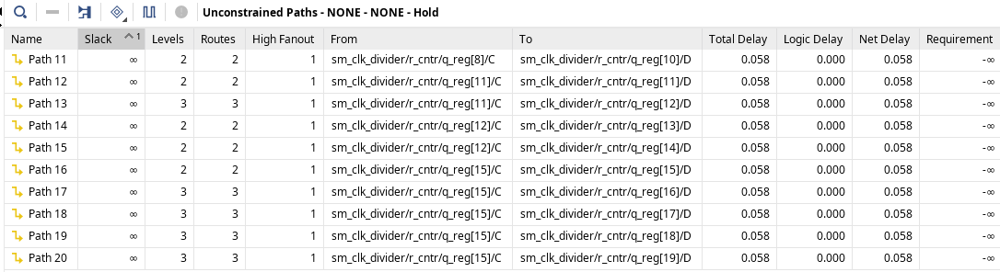 Unconstrained Paths - NONE - NONE - Hold
Name Slack 1 Levels Routes High Fanout From To Total Delay Logic Delay Net Delay Requirement
Path 11 ∞ 2 2 1 sm_clk_divider/r_cntr/q_reg[8]/C sm_clk_divider/r_cntr/q_reg[10]/D 0.058 0.000 0.058 -∞
Path 12 ∞ 2 2 1 sm_clk_divider/r_cntr/q_reg[11]/C sm_clk_divider/r_cntr/q_reg[11]/D 0.058 0.000 0.058 -∞
Path 13 ∞ 3 3 1 sm_clk_divider/r_cntr/q_reg[11]/C sm_clk_divider/r_cntr/q_reg[12]/D 0.058 0.000 0.058 -∞
Path 14 ∞ 2 2 1 sm_clk_divider/r_cntr/q_reg[12]/C sm_clk_divider/r_cntr/q_reg[13]/D 0.058 0.000 0.058 -∞
Path 15 ∞ 2 2 1 sm_clk_divider/r_cntr/q_reg[12]/C sm_clk_divider/r_cntr/q_reg[14]/D 0.058 0.000 0.058 -∞
Path 16 ∞ 2 2 1 sm_clk_divider/r_cntr/q_reg[15]/C sm_clk_divider/r_cntr/q_reg[15]/D 0.058 0.000 0.058 -∞
Path 17 ∞ 3 3 1 sm_clk_divider/r_cntr/q_reg[15]/C sm_clk_divider/r_cntr/q_reg[16]/D 0.058 0.000 0.058 -∞
Path 18 ∞ 3 3 1 sm_clk_divider/r_cntr/q_reg[15]/C sm_clk_divider/r_cntr/q_reg[17]/D 0.058 0.000 0.058 -∞
Path 19 ∞ 3 3 1 sm_clk_divider/r_cntr/q_reg[15]/C sm_clk_divider/r_cntr/q_reg[18]/D 0.058 0.000 0.058 -∞
Path 20 ∞ 3 3 1 sm_clk_divider/r_cntr/q_reg[15]/C sm_clk_divider/r_cntr/q_reg[19]/D 0.058 0.000 0.058 -∞